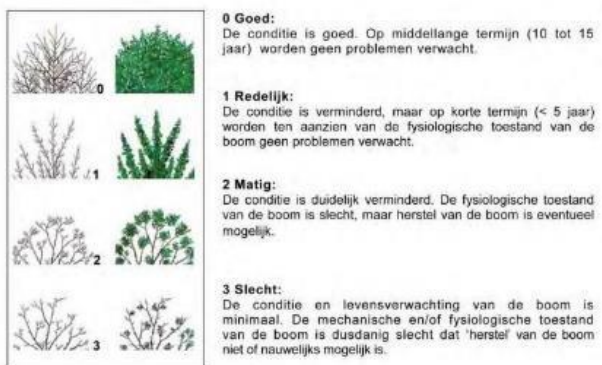 0
0 Goed:
De conditie is goed. Op middellange termijn (10 tot 15
jaar) worden geen problemen verwacht.
1
1 Redelijk:
De conditie is verminderd, maar op korte termijn (< 5 jaar)
worden ten aanzien van de fysiologische toestand van de
boom geen problemen verwacht.
2
2 Matig:
De conditie is duidelijk verminderd. De fysiologische toestand
van de boom is slecht, maar herstel van de boom is eventueel
mogelijk.
3
3 Slecht:
De conditie en levensverwachting van de boom is
minimaal. De mechanische en/of fysiologische toestand
van de boom is dusdanig slecht dat 'herstel' van de boom
niet of nauwelijks mogelijk is.